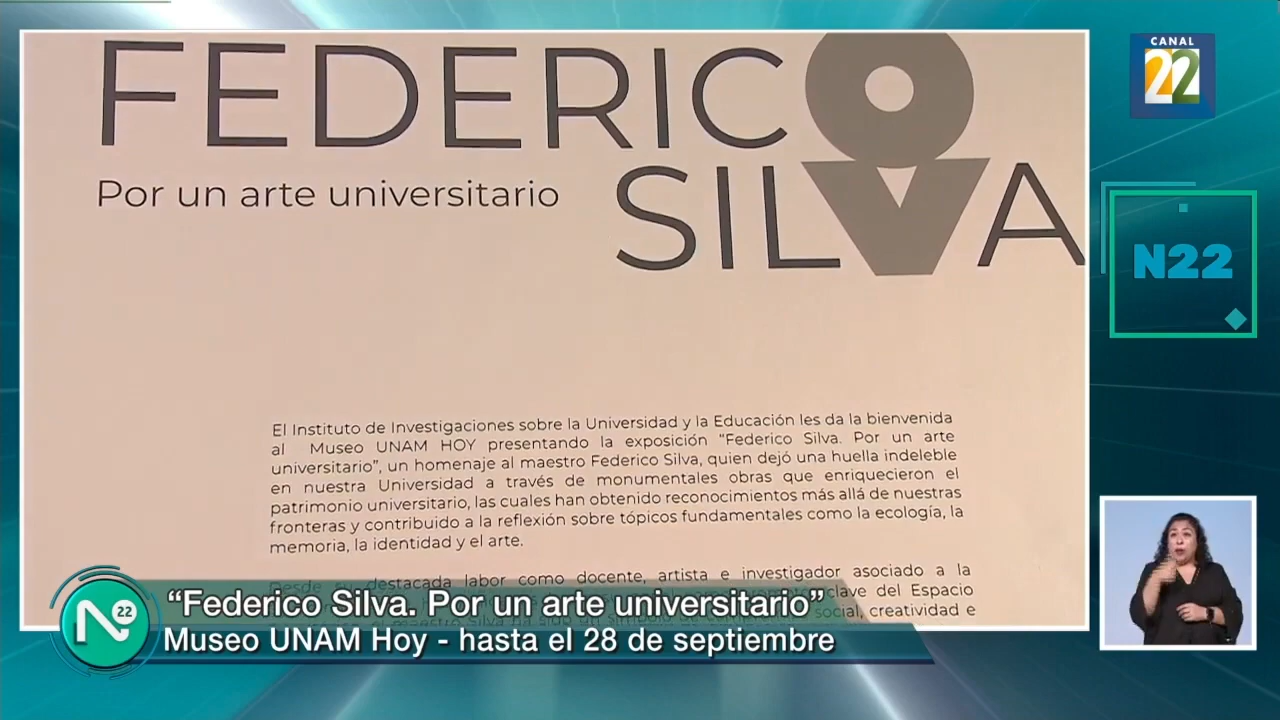 CANAL
22
FEDERICO
Por un arte universitario
SILVA
N22
El Instituto de Investigaciones sobre la Universidad y la Educación les da la bienvenida
al Museo UNAM HOY presentando la exposición "Federico Silva. Por un arte
universitario", un homenaje al maestro Federico Silva, quien dejó una huella indeleble
en nuestra Universidad a través de monumentales obras que enriquecieron el
patrimonio universitario, las cuales han obtenido reconocimientos más allá de nuestras
fronteras y contribuido a la reflexión sobre tópicos fundamentales como la ecología, la
memoria, la identidad y el arte.
Desde su destacada labor como docente, artista e investigador asociado a la
clave del Espacio
social, creatividad e
N 22
“Federico Silva. Por un arte universitario”
Museo UNAM Hoy - hasta el 28 de septiembre